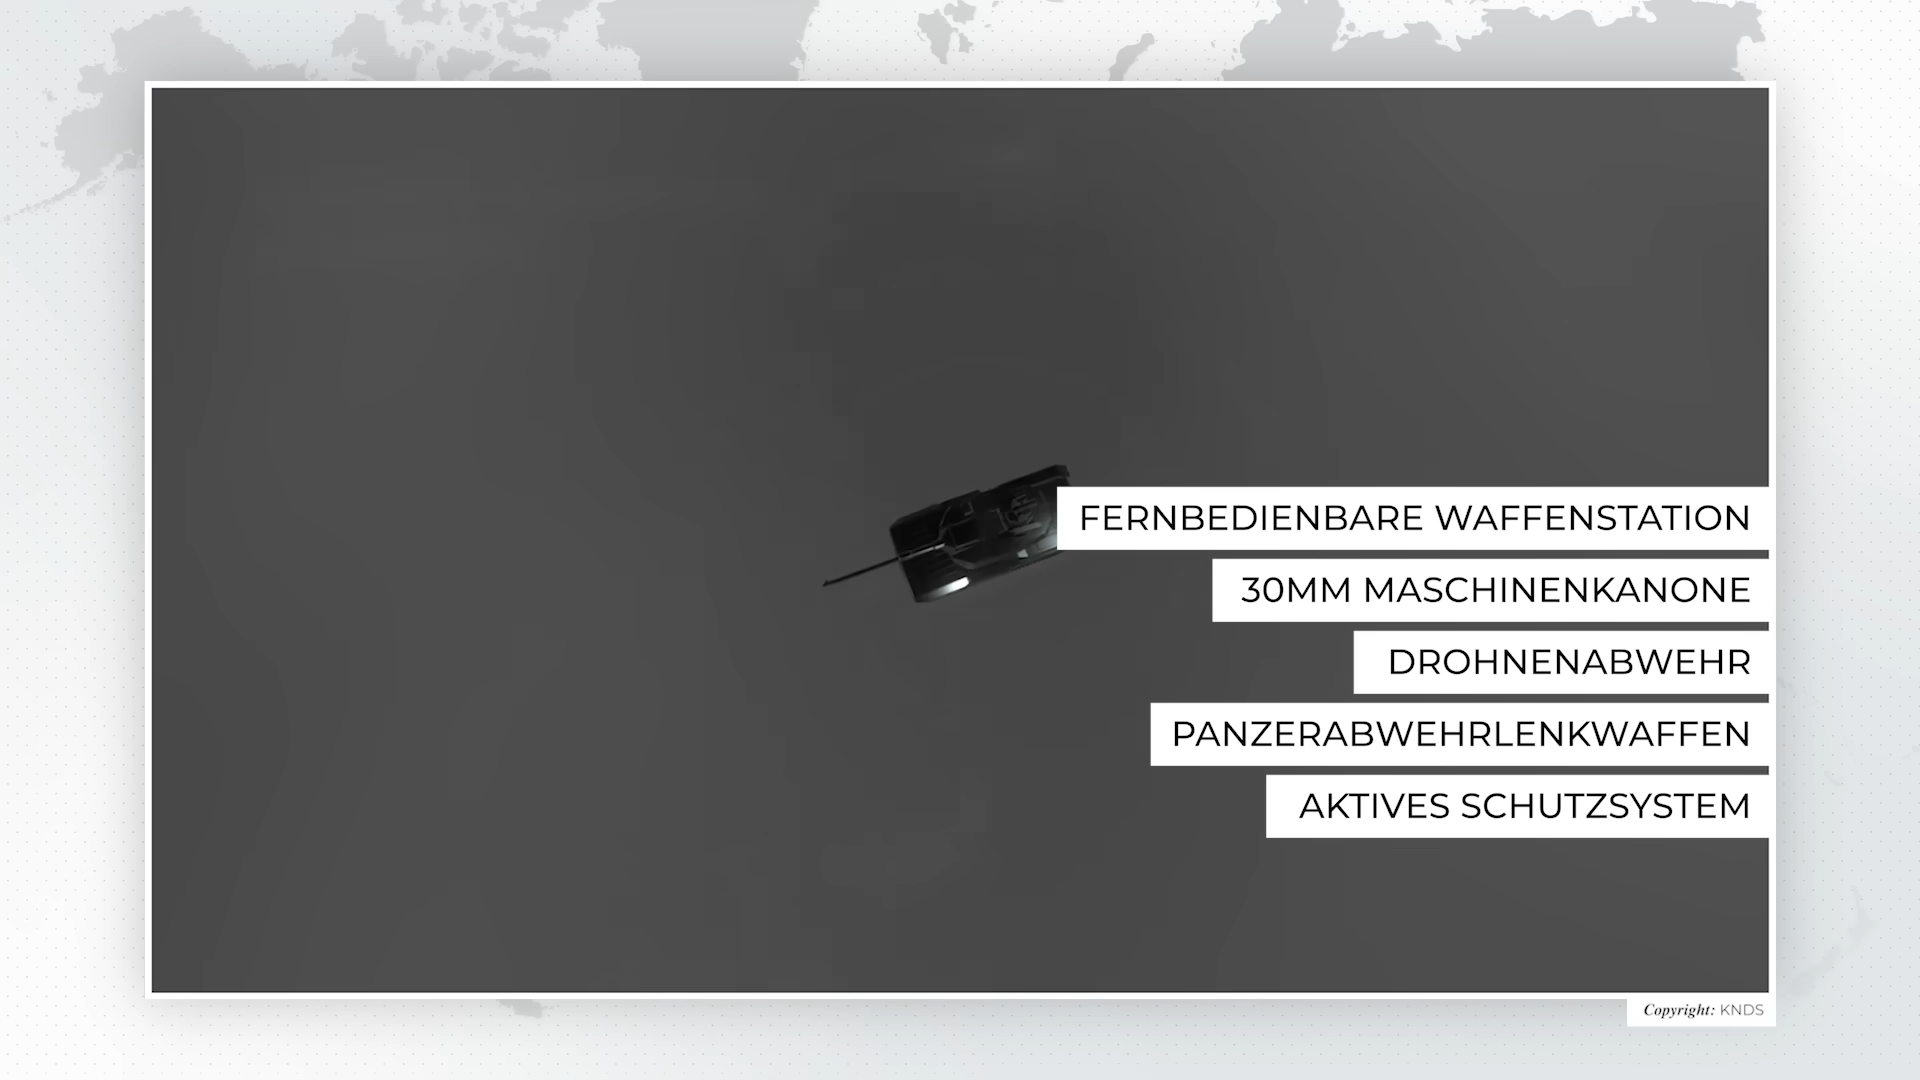 FERNBEDIENBARE WAFFENSTATION
30MM MASCHINENKANONE
DROHNENABWEHR
PANZERABWEHRLENKWAFFEN
AKTIVES SCHUTZSYSTEM
Copyright: KNDS